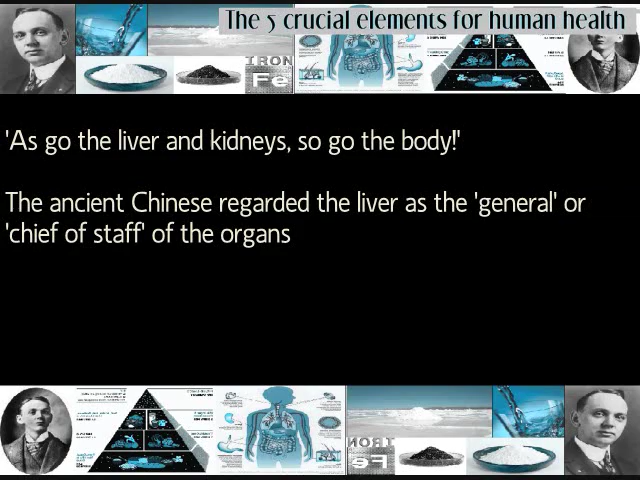 The 5 crucial elements for human health
IRON
Fe
'As go the liver and kidneys, so go the body!'
The ancient Chinese regarded the liver as the 'general' or
'chief of staff' of the organs
IRON
Fe